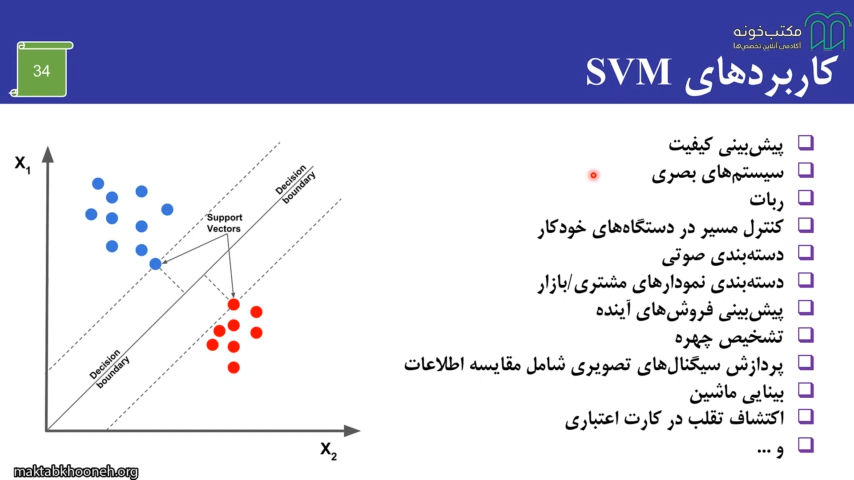 مکتب‌خونه
آکادمی آنلاین تخصص‌ها
34
کاربردهای SVM
پیش‌بینی کیفیت
سیستم‌های بصری
ربات
کنترل مسیر در دستگاه‌های خودکار
دسته‌بندی صوتی
دسته‌بندی نمودارهای مشتری/بازار
پیش‌بینی فروش‌های آینده
تشخیص چهره
پردازش سیگنال‌های تصویری شامل مقایسه اطلاعات
بینایی ماشین
اکتشاف تقلب در کارت اعتباری
و ...
X1
Decision
boundary
Support
Vectors
Decision
boundary
X2
maktabkhooneh.org